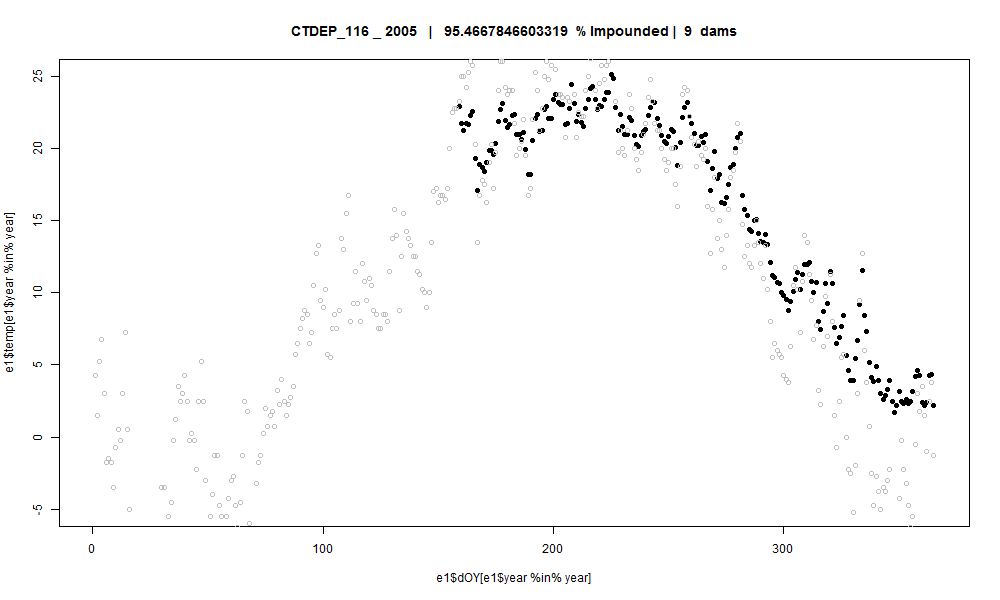 CTDEP_116 _ 2005 | 95.4667846603319 % Impounded | 9 dams
e1$temp[e1$year %in% year]
25
20
15
10
5
0
-5
0 100 200 300
e1$dOY[e1$year %in% year]